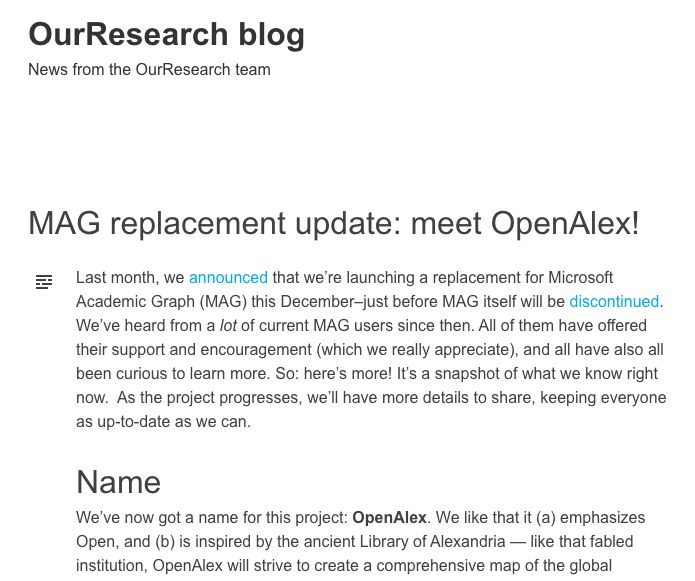 OurResearch blog
News from the OurResearch team
MAG replacement update: meet OpenAlex!
Last month, we announced that we’re launching a replacement for Microsoft
Academic Graph (MAG) this December–just before MAG itself will be discontinued.
We’ve heard from a lot of current MAG users since then. All of them have offered
their support and encouragement (which we really appreciate), and all have also all
been curious to learn more. So: here’s more! It’s a snapshot of what we know right
now.  As the project progresses, we’ll have more details to share, keeping everyone
as up-to-date as we can.
Name
We’ve now got a name for this project: OpenAlex. We like that it (a) emphasizes
Open, and (b) is inspired by the ancient Library of Alexandria — like that fabled
institution, OpenAlex will strive to create a comprehensive map of the global